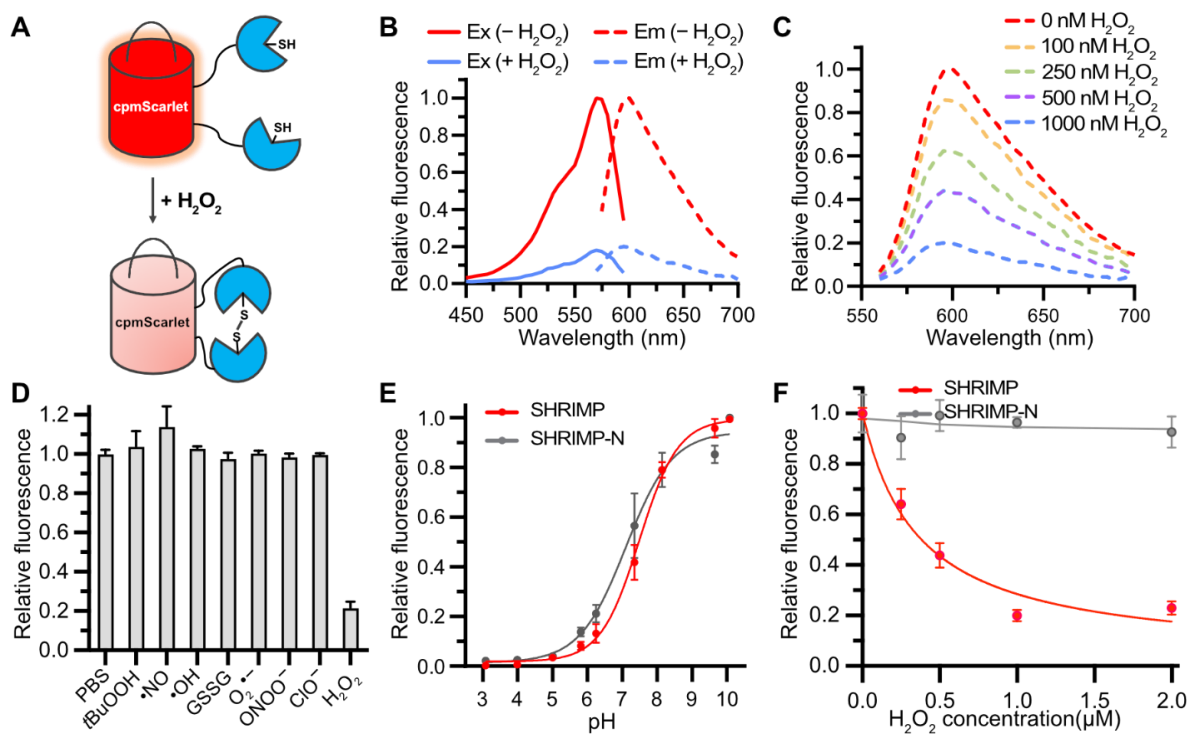 A
SH
cpmScarlet
SH
+ H₂O₂
cpmScarlet
S
S
B
Ex (− H₂O₂) Em (− H₂O₂)
Ex (+ H₂O₂) Em (+ H₂O₂)
Relative fluorescence
1.0
0.8
0.6
0.4
0.2
0.0
450 500 550 600 650 700
Wavelength (nm)
C
0 nM H₂O₂
100 nM H₂O₂
250 nM H₂O₂
500 nM H₂O₂
1000 nM H₂O₂
Relative fluorescence
1.0
0.8
0.6
0.4
0.2
0.0
550 600 650 700
Wavelength (nm)
D
Relative fluorescence
1.2
1.0
0.8
0.6
0.4
0.2
0.0
PBS
tBuOOH
•NO
•OH
GSSG
O₂•−
ONOO⁻
ClO⁻
H₂O₂
E
SHRIMP
SHRIMP-N
Relative fluorescence
1.0
0.8
0.6
0.4
0.2
0.0
3 4 5 6 7 8 9 10
pH
F
SHRIMP
SHRIMP-N
Relative fluorescence
1.0
0.8
0.6
0.4
0.2
0.0
0.0 0.5 1.0 1.5 2.0
H₂O₂ concentration(µM)